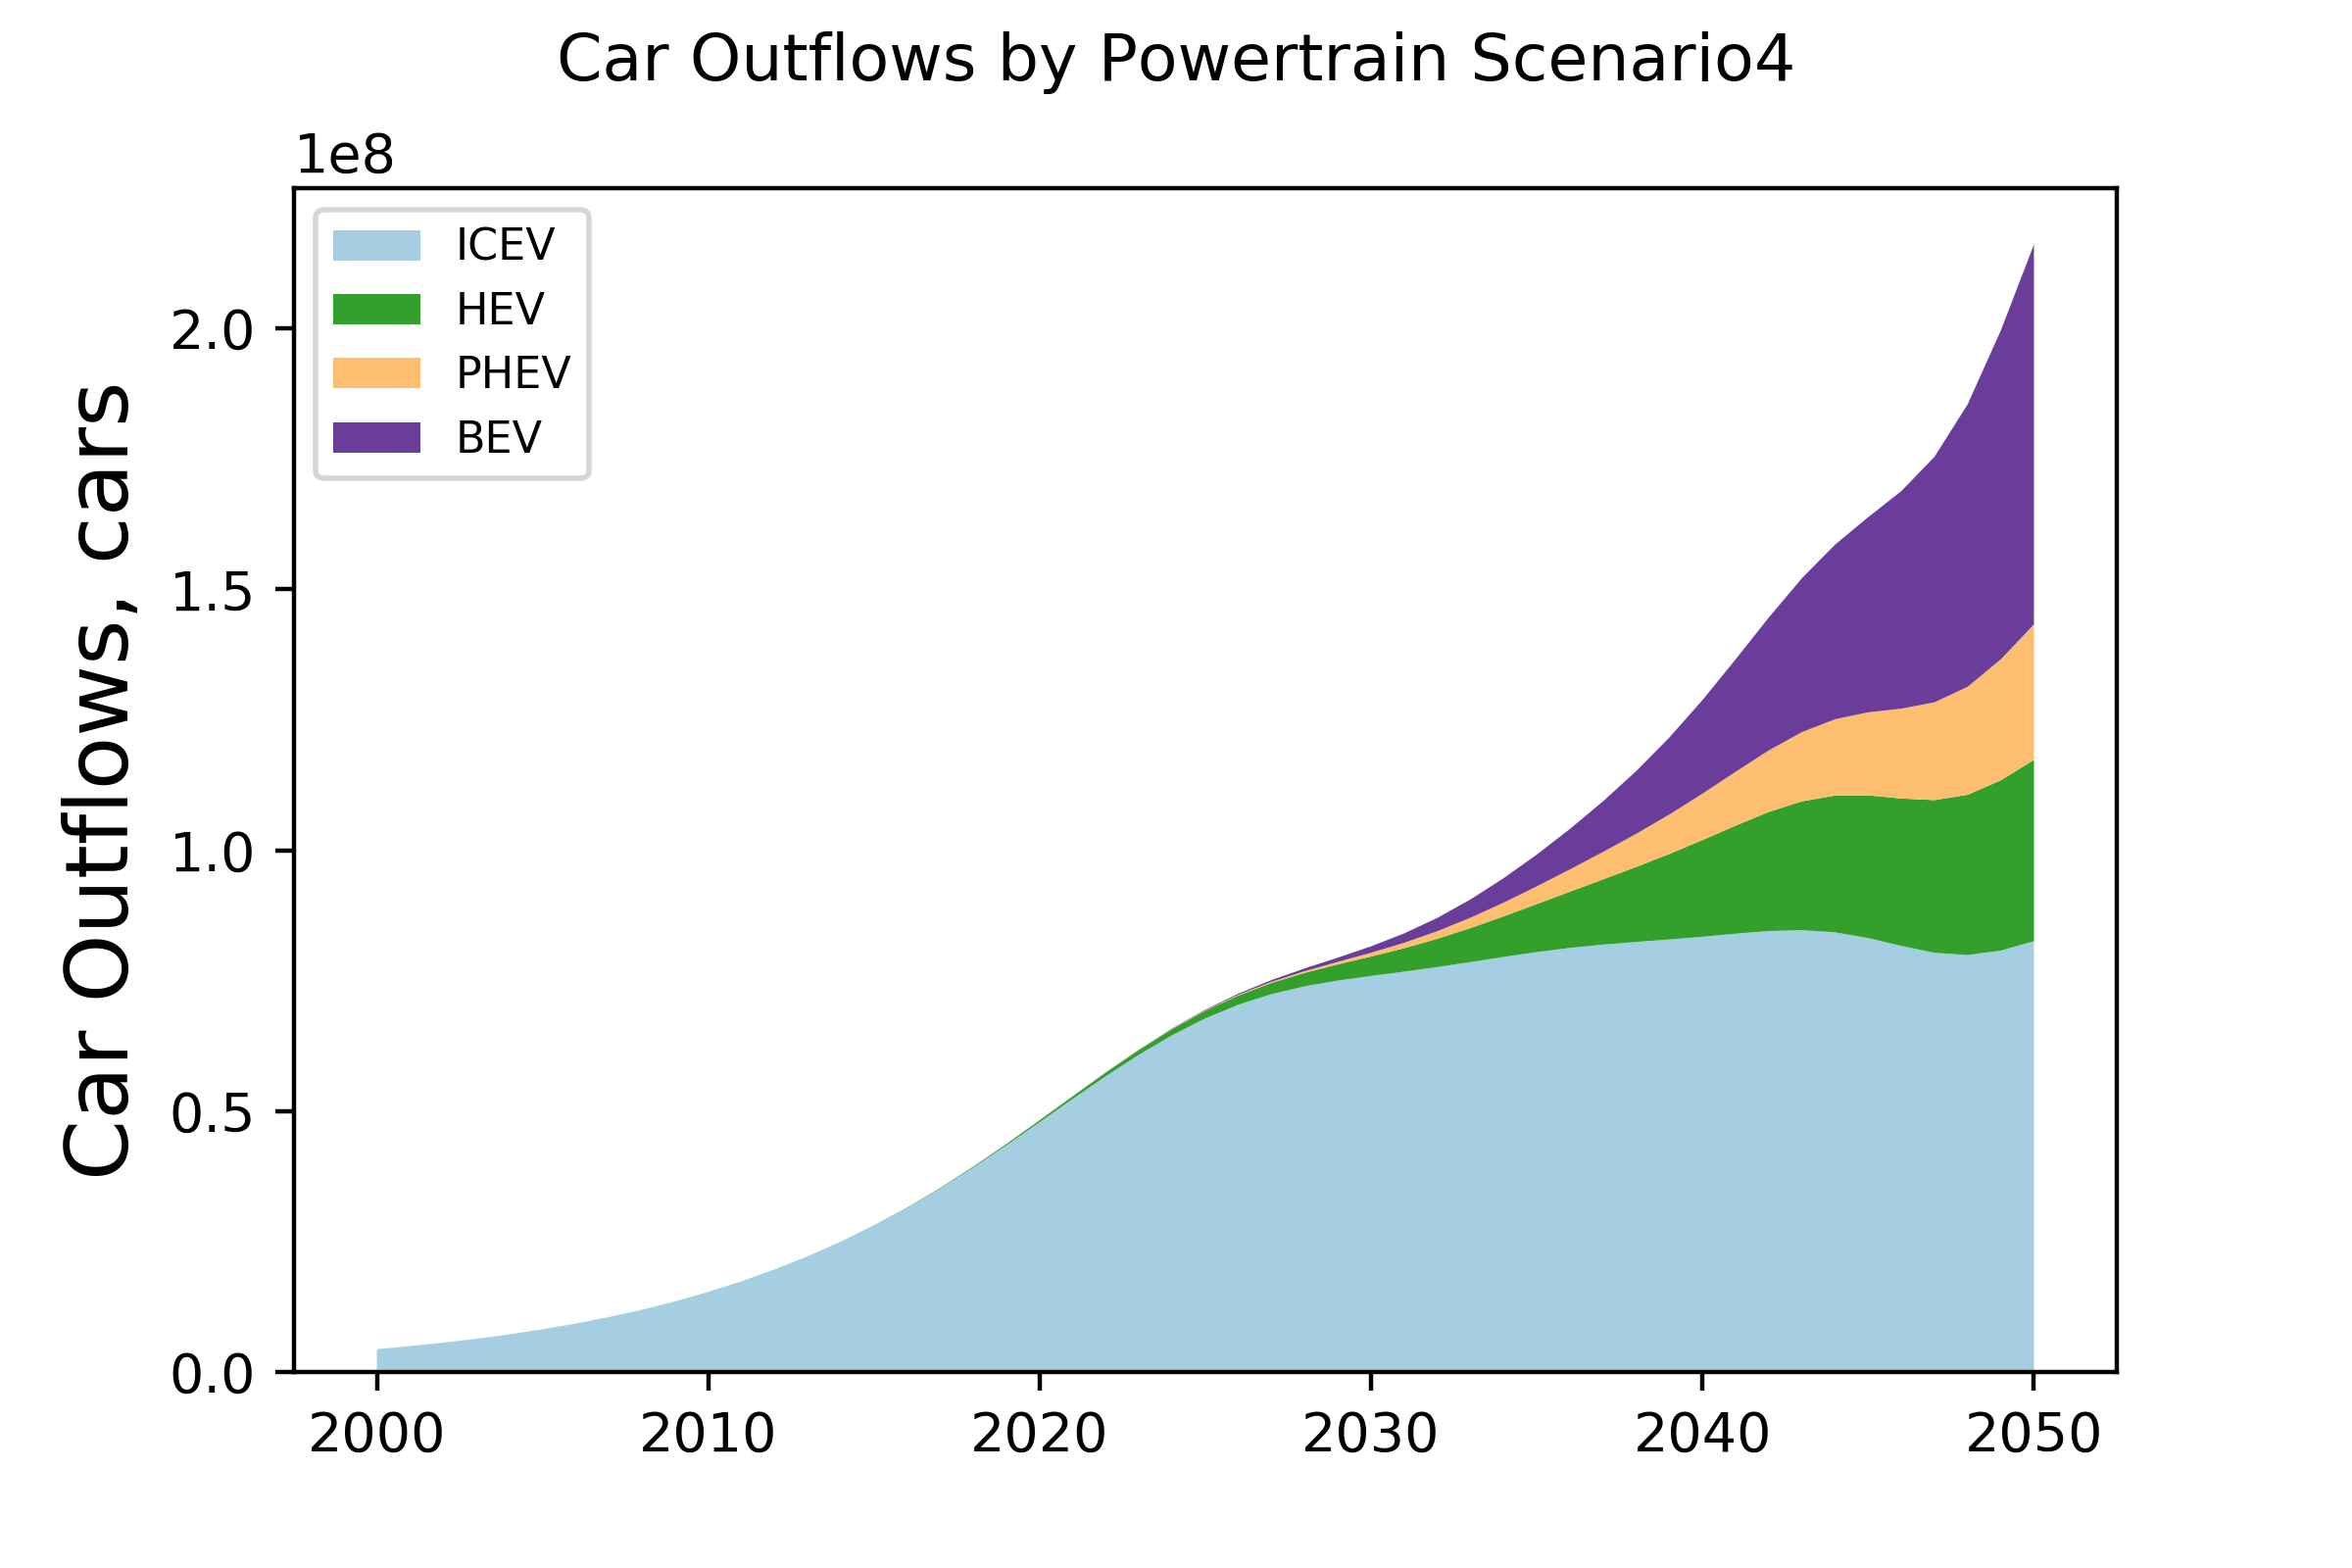 Car Outflows by Powertrain Scenario4
1e8
ICEV
HEV
PHEV
BEV
Car Outflows, cars
2.0
1.5
1.0
0.5
0.0
2000 2010 2020 2030 2040 2050